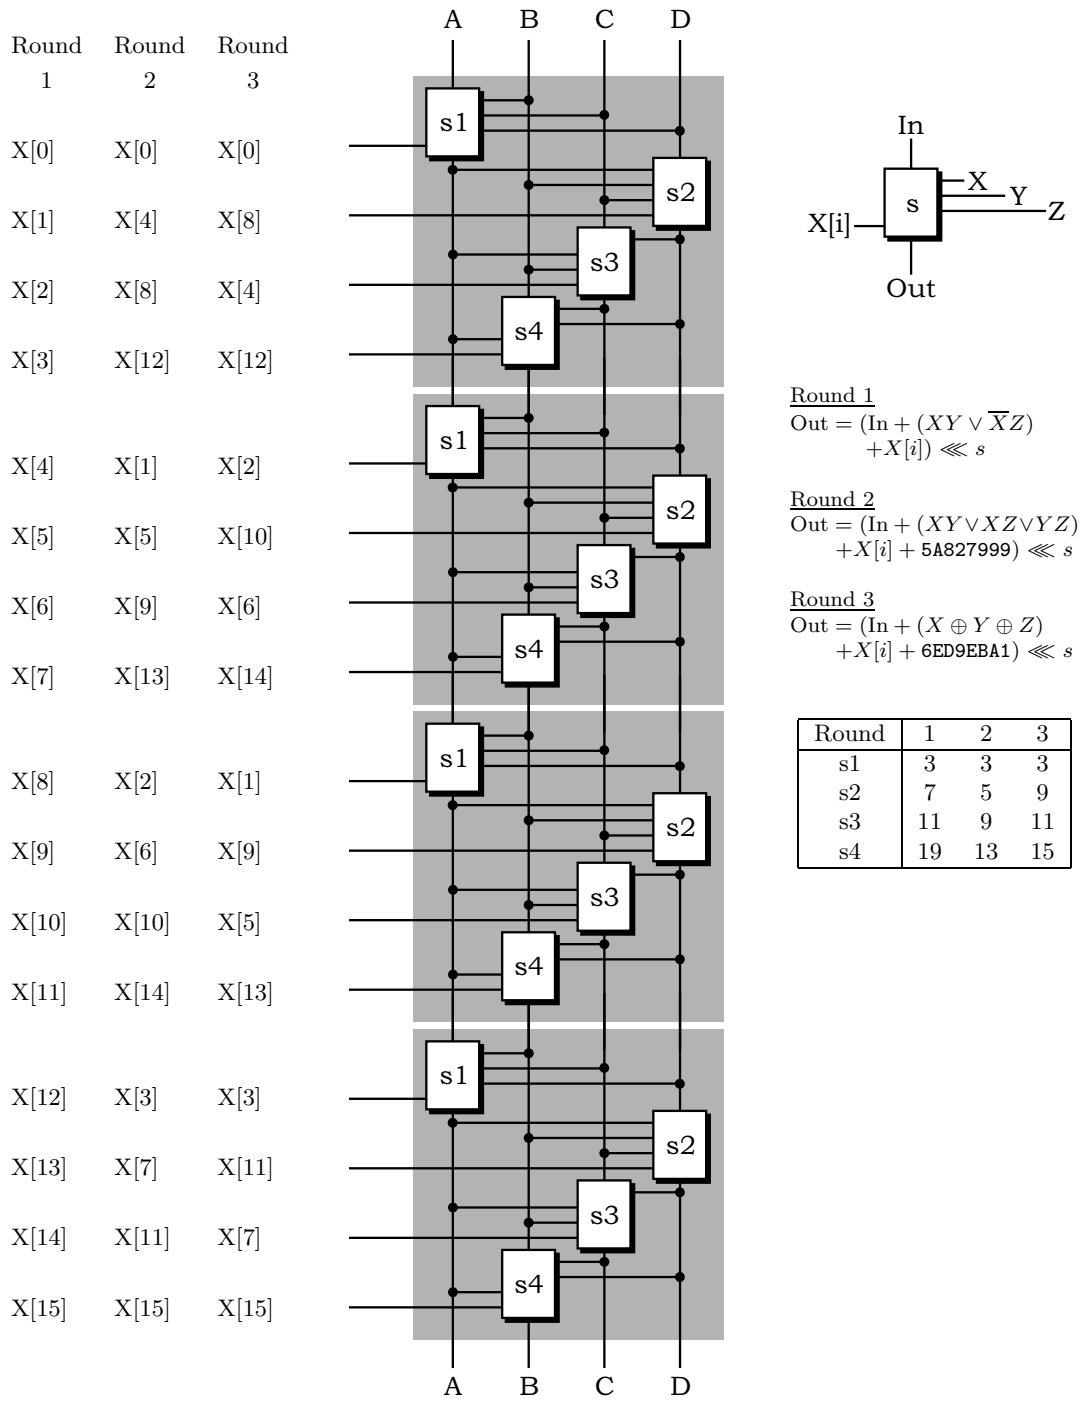 A B C D
Round Round Round
1 2 3
s1
X[0] X[0] X[0]
s2
X[1] X[4] X[8]
s3
X[2] X[8] X[4]
s4
X[3] X[12] X[12]
s1
X[4] X[1] X[2]
s2
X[5] X[5] X[10]
s3
X[6] X[9] X[6]
s4
X[7] X[13] X[14]
s1
X[8] X[2] X[1]
s2
X[9] X[6] X[9]
s3
X[10] X[10] X[5]
s4
X[11] X[14] X[13]
s1
X[12] X[3] X[3]
s2
X[13] X[7] X[11]
s3
X[14] X[11] X[7]
s4
X[15] X[15] X[15]
A B C D
In
X
Y
s
Z
X[i]
Out
Round 1
Out = (In + (XY ∨ X̅Z)
+X[i]) ⋘ s
Round 2
Out = (In + (XY∨XZ∨YZ)
+X[i] + 5A827999) ⋘ s
Round 3
Out = (In + (X ⊕ Y ⊕ Z)
+X[i] + 6ED9EBA1) ⋘ s
Round 1 2 3
s1 3 3 3
s2 7 5 9
s3 11 9 11
s4 19 13 15